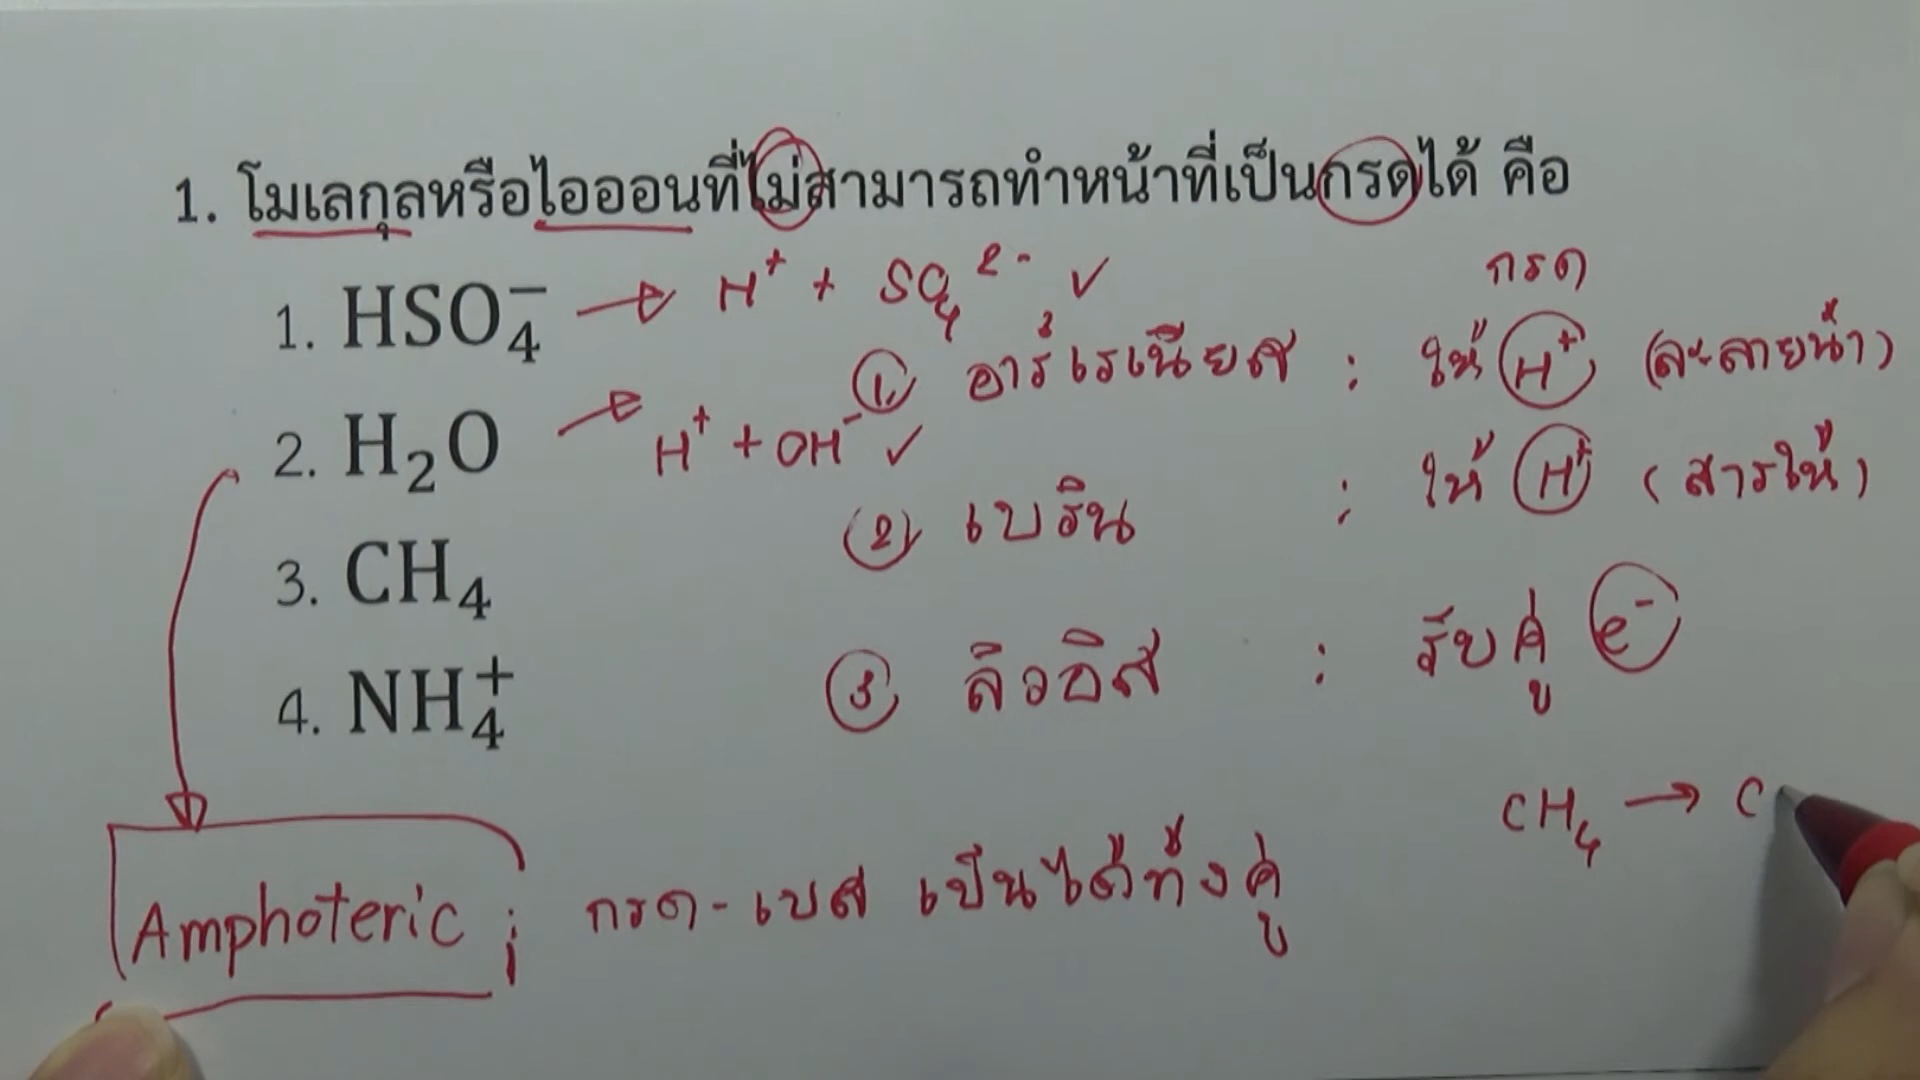 1. โมเลกุลหรือไอออนที่ไม่สามารถทำหน้าที่เป็นกรดได้ คือ
1. HSO₄⁻ → H⁺ + SO₄²⁻ ✓
กรด
① อาร์เรเนียส : ให้ H⁺ (ละลายน้ำ)
2. H₂O → H⁺ + OH⁻ ✓
② เบริน : ให้ H⁺ (สารให้)
3. CH₄
③ ลิวอิส : รับคู่ e⁻
4. NH₄⁺
CH₄ → C
Amphoteric ; กรด - เบส เป็นได้ทั้งคู่